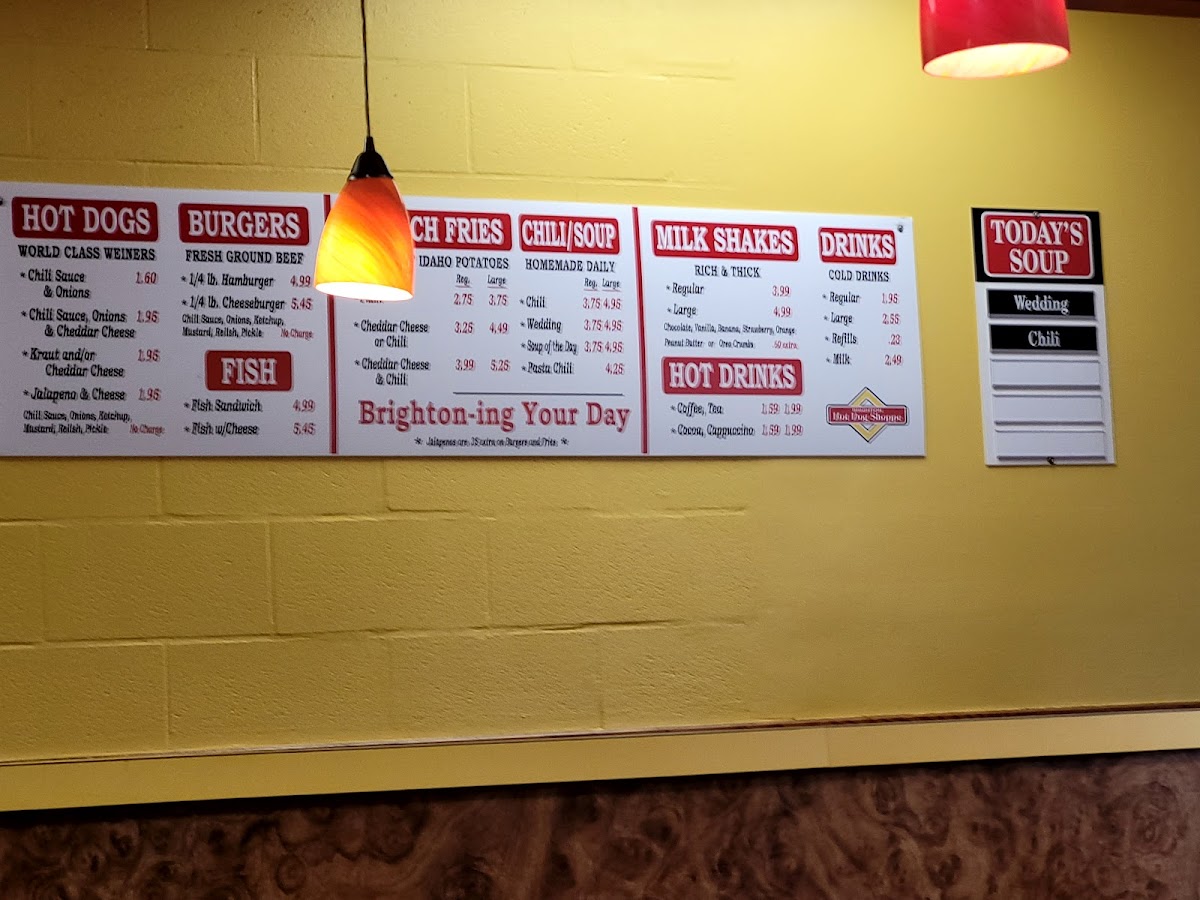 HOT DOGS
WORLD CLASS WEINERS
* Chili Sauce 1.60
& Onions
* Chili Sauce, Onions 1.95
& Cheddar Cheese
* Kraut and/or 1.95
Cheddar Cheese
* Jalapeno & Cheese 1.95
Chili Sauce, Onions, Ketchup,
Mustard, Relish, Pickle No Charge
BURGERS
FRESH GROUND BEEF
* 1/4 lb. Hamburger 4.99
* 1/4 lb. Cheeseburger 5.45
Chili Sauce, Onions, Ketchup,
Mustard, Relish, Pickle No Charge
FISH
* Fish Sandwich 4.99
* Fish w/Cheese 5.45
CH FRIES
IDAHO POTATOES
Reg. Large
2.75 3.75
* Cheddar Cheese 3.25 4.49
or Chili
* Cheddar Cheese 3.99 5.25
& Chili
CHILI/SOUP
HOMEMADE DAILY
Reg. Large
* Chili 3.75 4.95
* Wedding 3.75 4.95
* Soup of the Day 3.75 4.95
* Pasta Chili 4.25
Brighton-ing Your Day
* Jalapenos are .35 extra on Burgers and Fries *
MILK SHAKES
RICH & THICK
* Regular 3.99
* Large 4.99
Chocolate, Vanilla, Banana, Strawberry, Orange
Peanut Butter or Oreo Crumbs .50 extra
HOT DRINKS
* Coffee, Tea 1.59 1.99
* Cocoa, Cappuccino 1.59 1.99
DRINKS
COLD DRINKS
* Regular 1.95
* Large 2.55
* Refills .23
* Milk 2.49
Hot Dog Shoppe
TODAY'S
SOUP
Wedding
Chili